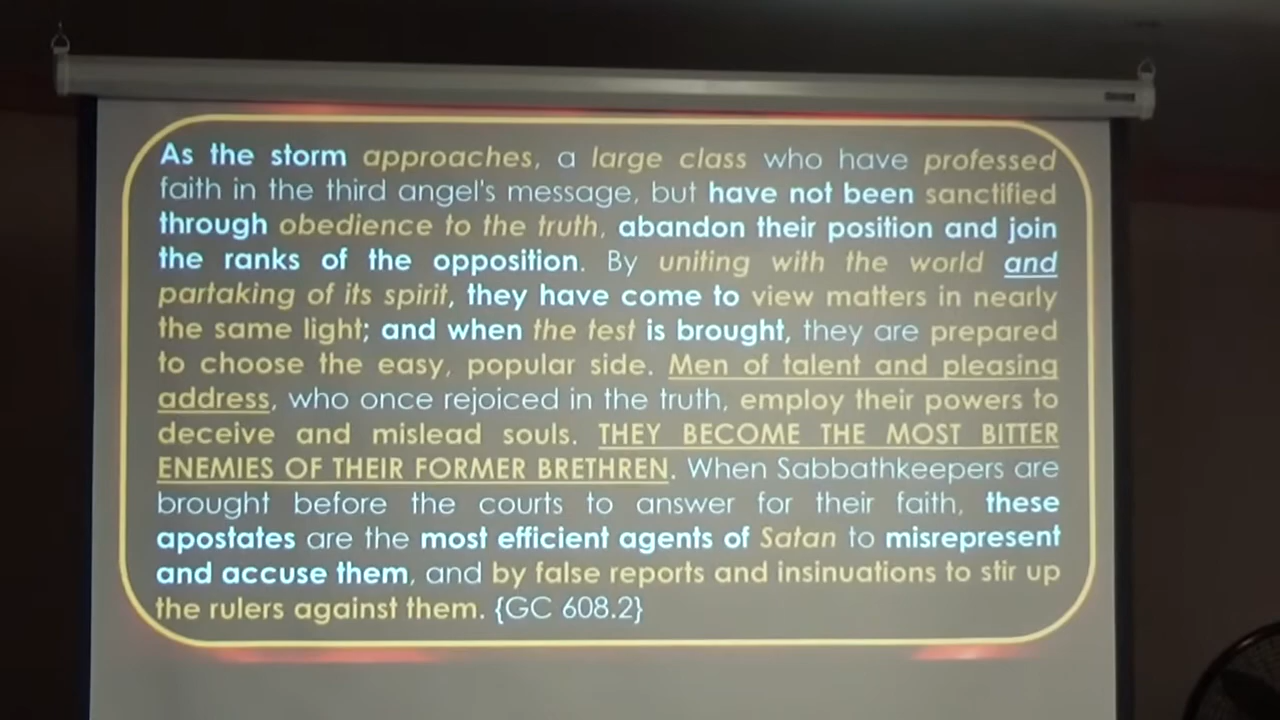 As the storm approaches, a large class who have professed
faith in the third angel's message, but have not been sanctified
through obedience to the truth, abandon their position and join
the ranks of the opposition. By uniting with the world and
partaking of its spirit, they have come to view matters in nearly
the same light; and when the test is brought, they are prepared
to choose the easy, popular side. Men of talent and pleasing
address, who once rejoiced in the truth, employ their powers to
deceive and mislead souls. THEY BECOME THE MOST BITTER
ENEMIES OF THEIR FORMER BRETHREN. When Sabbathkeepers are
brought before the courts to answer for their faith, these
apostates are the most efficient agents of Satan to misrepresent
and accuse them, and by false reports and insinuations to stir up
the rulers against them. {GC 608.2}